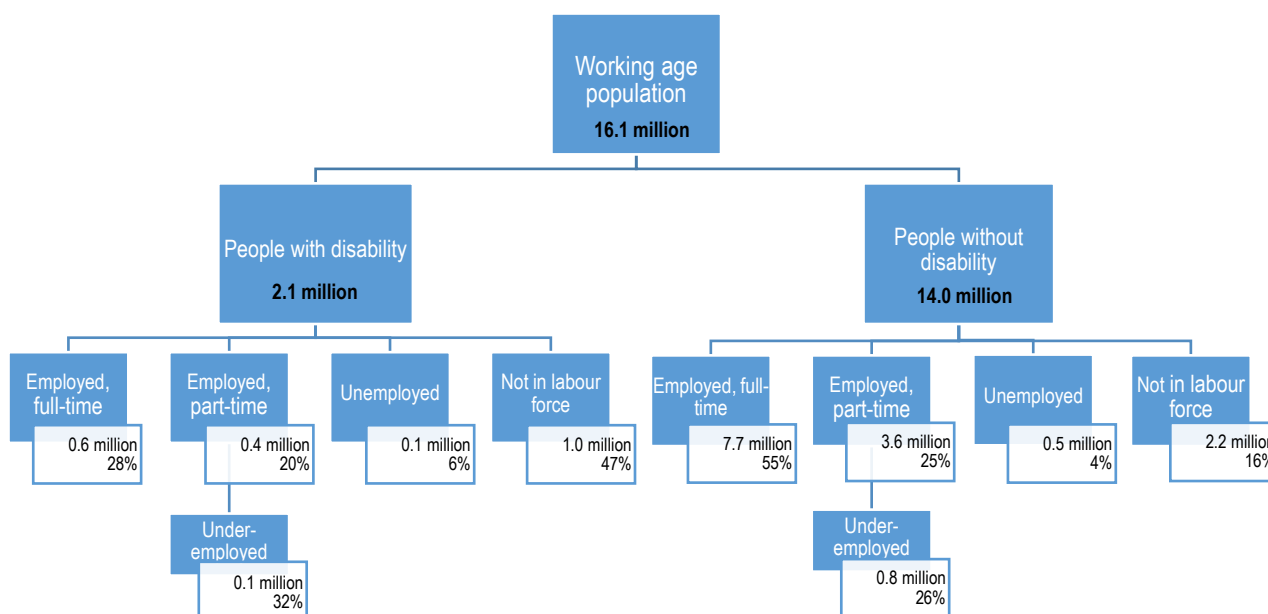 Working age
population
16.1 million
People with disability
2.1 million
People without
disability
14.0 million
Employed,
full-time
0.6 million
28%
Employed,
part-time
0.4 million
20%
Unemployed
0.1 million
6%
Not in labour
force
1.0 million
47%
Employed, full-
time
7.7 million
55%
Employed,
part-time
3.6 million
25%
Unemployed
0.5 million
4%
Not in labour
force
2.2 million
16%
Under-
employed
0.1 million
32%
Under-
employed
0.8 million
26%